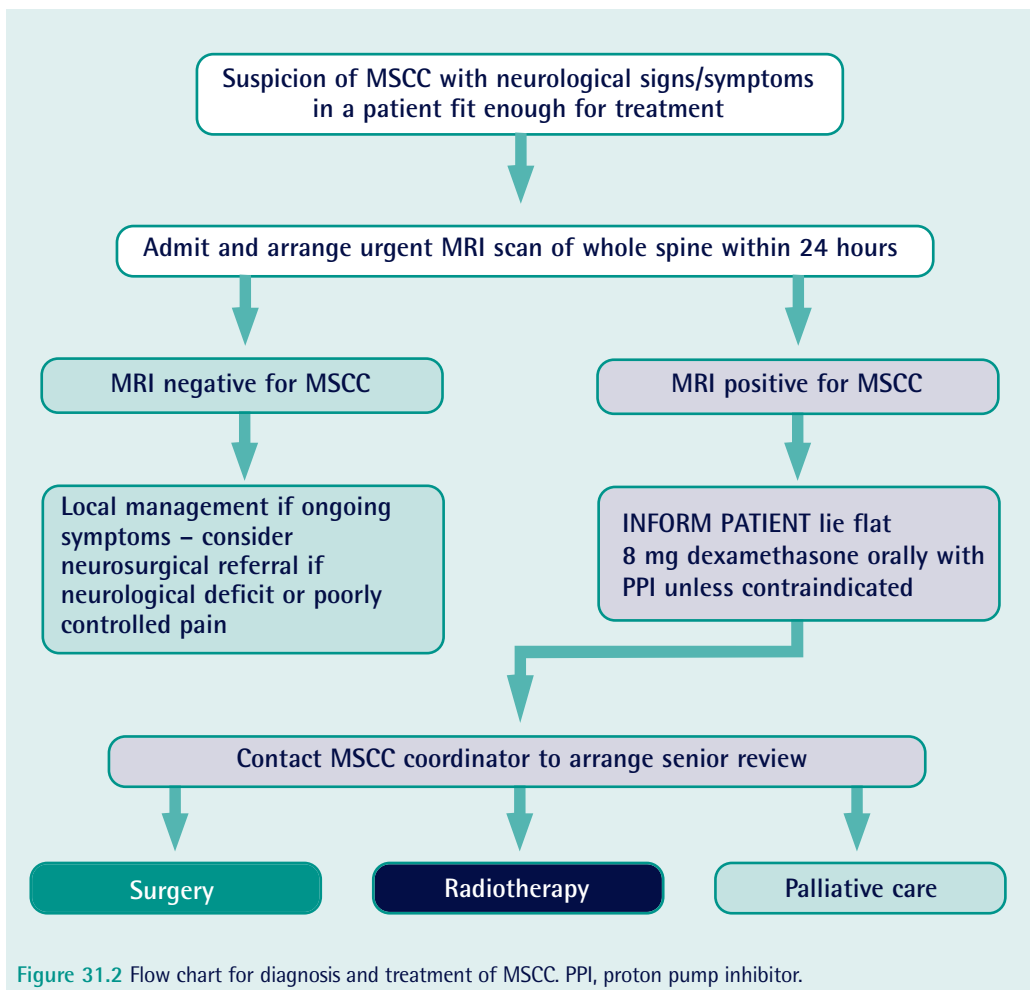 Suspicion of MSCC with neurological signs/symptoms
in a patient fit enough for treatment
Admit and arrange urgent MRI scan of whole spine within 24 hours
MRI negative for MSCC
MRI positive for MSCC
Local management if ongoing
symptoms – consider
neurosurgical referral if
neurological deficit or poorly
controlled pain
INFORM PATIENT lie flat
8 mg dexamethasone orally with
PPI unless contraindicated
Contact MSCC coordinator to arrange senior review
Surgery
Radiotherapy
Palliative care
Figure 31.2 Flow chart for diagnosis and treatment of MSCC. PPI, proton pump inhibitor.